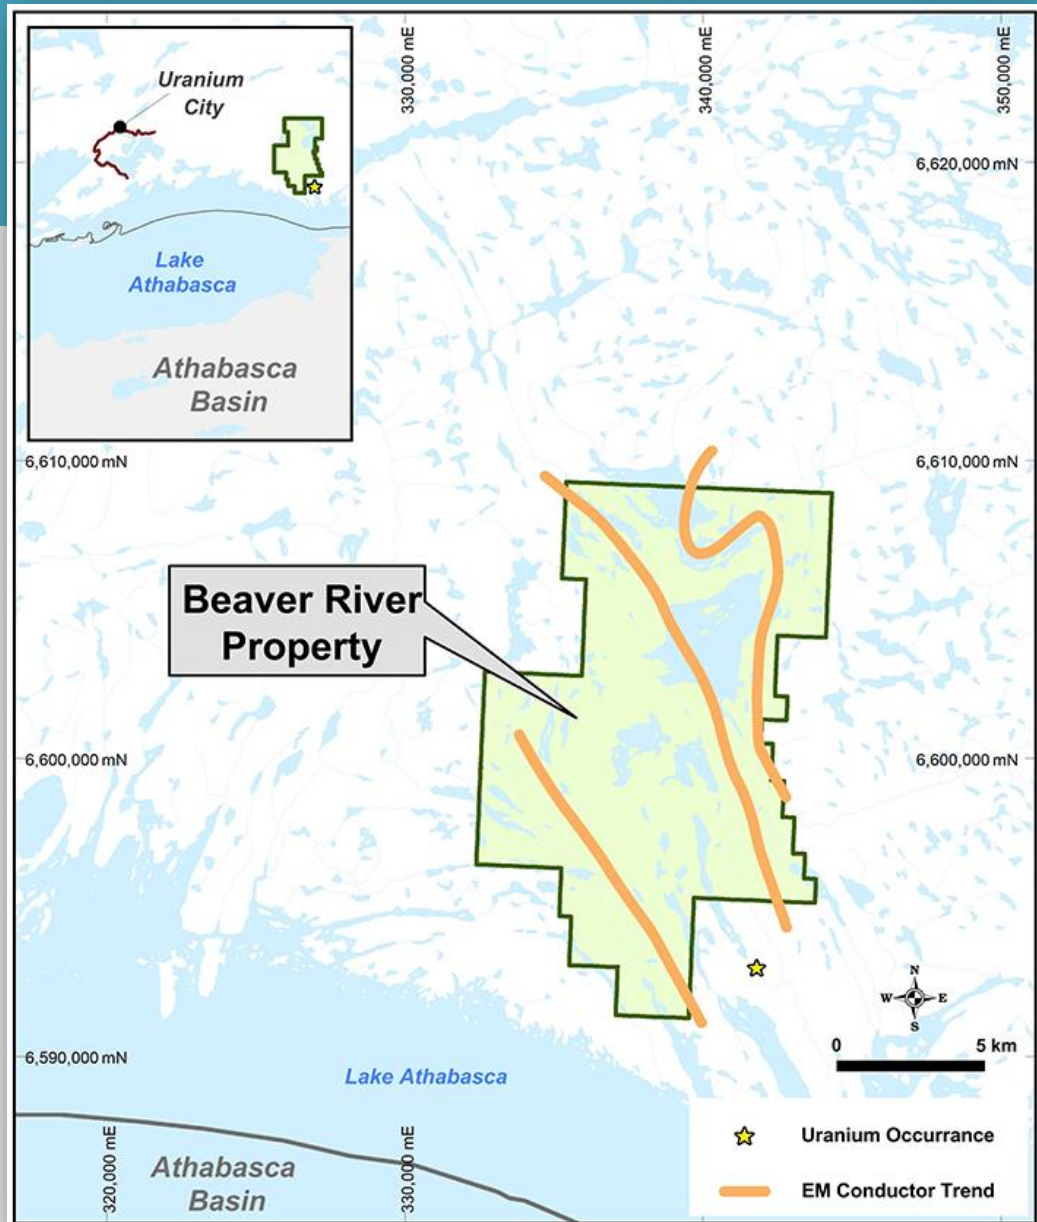 330,000 mE
340,000 mE
350,000 mE
Uranium
City
6,620,000 mN
Lake
Athabasca
Athabasca
Basin
6,610,000 mN
6,610,000 mN
Beaver River
Property
6,600,000 mN
6,600,000 mN
N
W
E
S
0
5 km
6,590,000 mN
Lake Athabasca
320,000 mE
330,000 mE
Athabasca
Basin
Uranium Occurrance
EM Conductor Trend